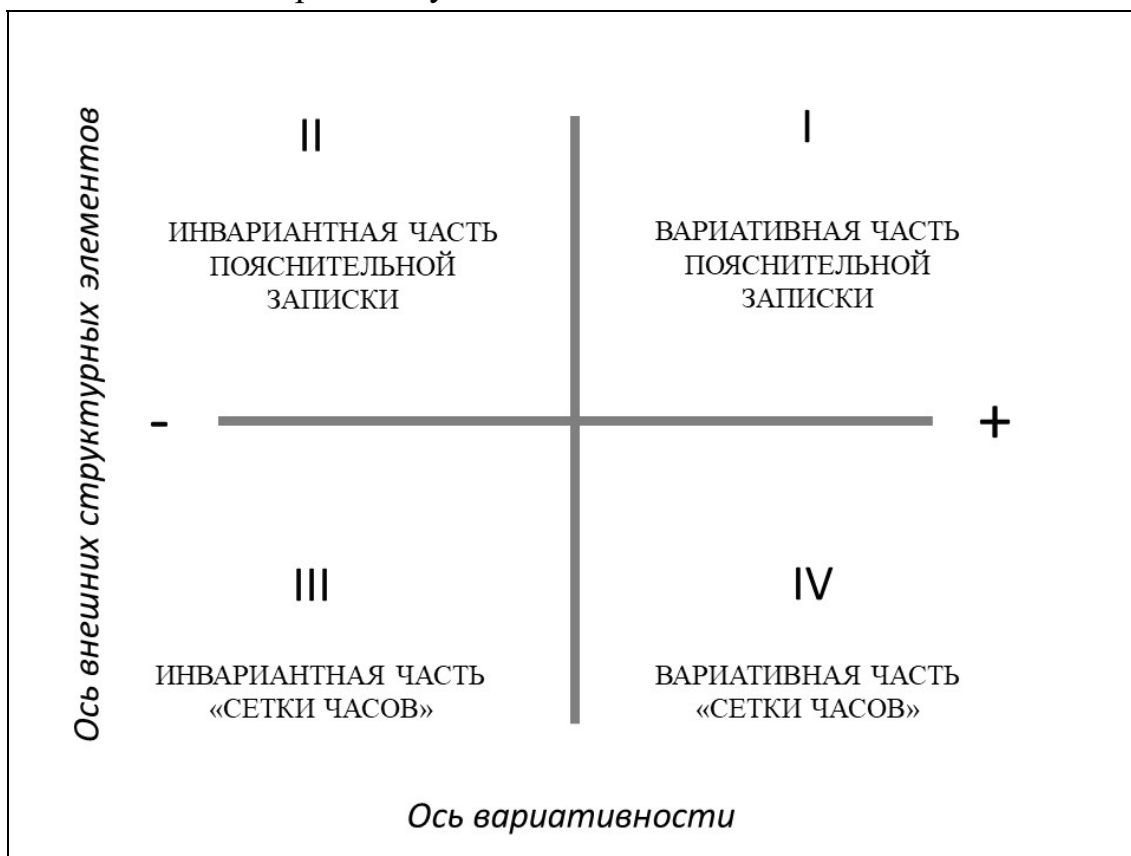 II
ИНВАРИАНТНАЯ ЧАСТЬ
ПОЯСНИТЕЛЬНОЙ
ЗАПИСКИ
I
ВАРИАТИВНАЯ ЧАСТЬ
ПОЯСНИТЕЛЬНОЙ
ЗАПИСКИ
Ось внешних структурных элементов
-
+
III
ИНВАРИАНТНАЯ ЧАСТЬ
«СЕТКИ ЧАСОВ»
IV
ВАРИАТИВНАЯ ЧАСТЬ
«СЕТКИ ЧАСОВ»
Ось вариативности